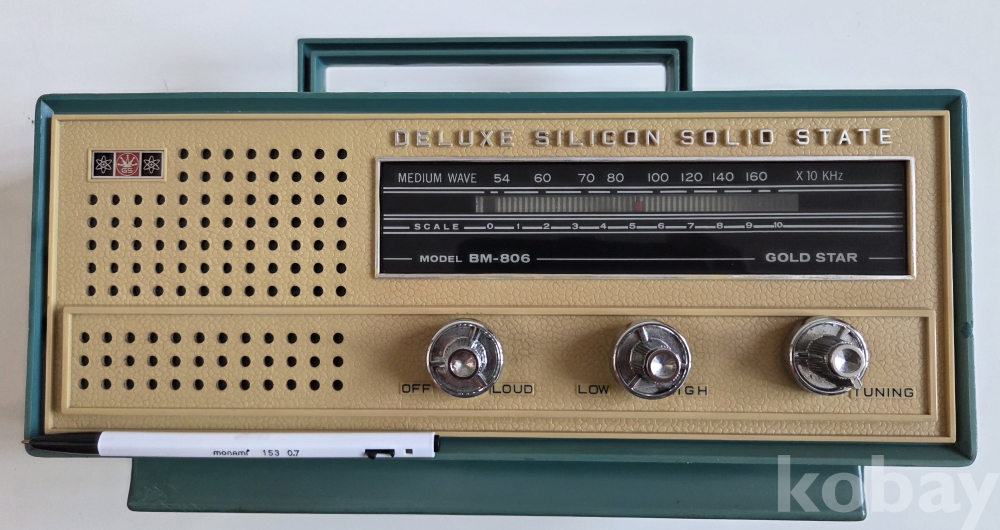 DELUXE SILICON SOLID STATE
GS
MEDIUM WAVE 54 60 70 80 100 120 140 160 X 10 KHz
SCALE 0 1 2 3 4 5 6 7 8 9 10
MODEL BM-806 GOLD STAR
OFF LOUD LOW HIGH TUNING
monami 153 0.7
kobay